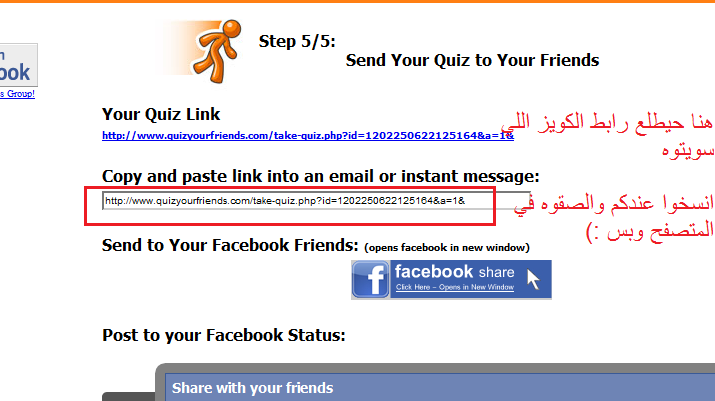 Step 5/5:
Send Your Quiz to Your Friends
ook
s Group!
Your Quiz Link
http://www.quizyourfriends.com/take-quiz.php?id=1202250622125164&a=1&
هنا حيطلع رابط الكويز اللي
سويتوه
Copy and paste link into an email or instant message:
http://www.quizyourfriends.com/take-quiz.php?id=1202250622125164&a=1&
انسخوا عندكم والصقوه في
المتصفح وبس :)
Send to Your Facebook Friends: (opens facebook in new window)
facebook share
Click Here – Opens in New Window
Post to your Facebook Status:
Share with your friends